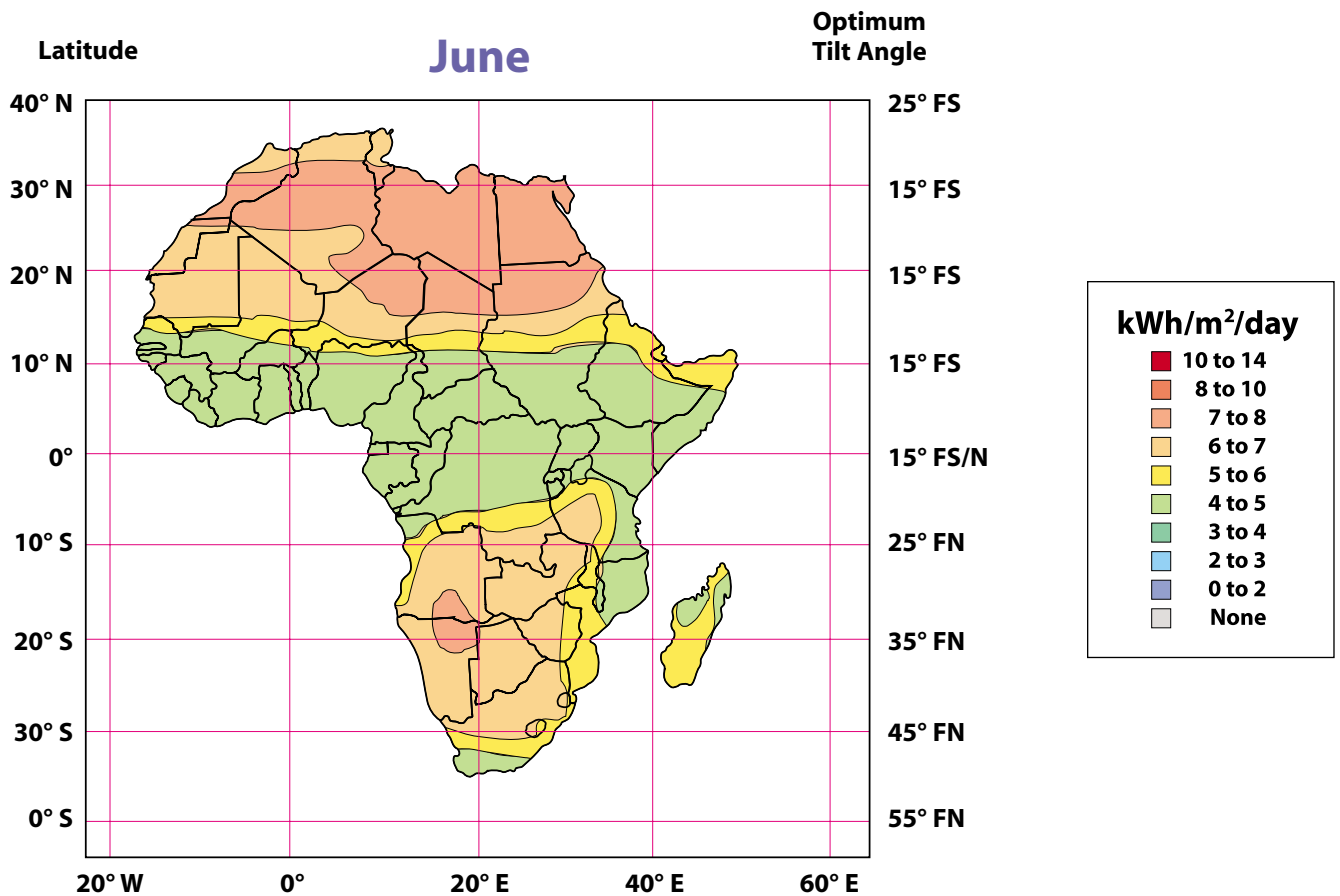 Latitude
June
Optimum
Tilt Angle
40° N
25° FS
30° N
15° FS
20° N
15° FS
10° N
15° FS
0°
15° FS/N
10° S
25° FN
20° S
35° FN
30° S
45° FN
0° S
55° FN
20° W
0°
20° E
40° E
60° E
kWh/m²/day
10 to 14
8 to 10
7 to 8
6 to 7
5 to 6
4 to 5
3 to 4
2 to 3
0 to 2
None